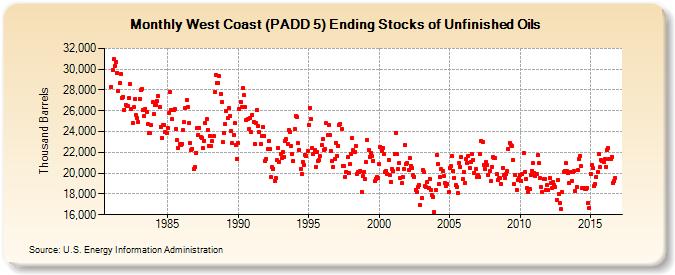 Monthly West Coast (PADD 5) Ending Stocks of Unfinished Oils
Thousand Barrels
32,000
30,000
28,000
26,000
24,000
22,000
20,000
18,000
16,000
1985 1990 1995 2000 2005 2010 2015
Source: U.S. Energy Information Administration